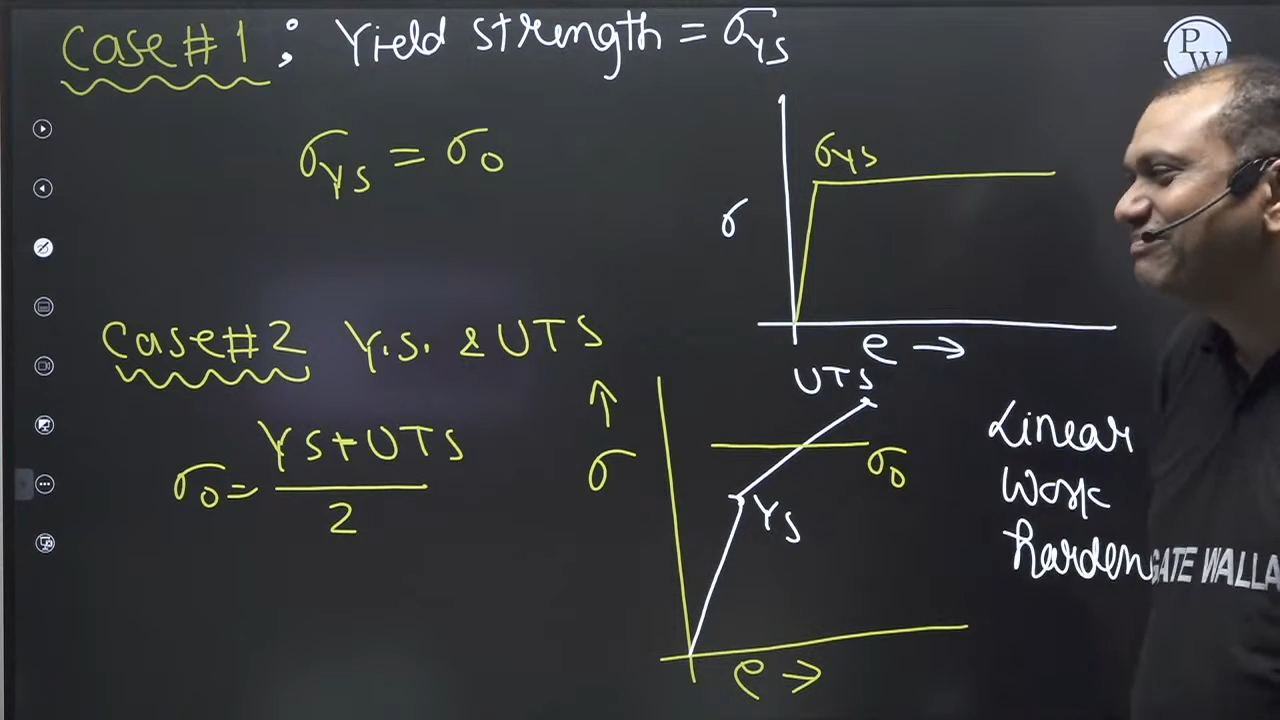 Case#1 ; Yield strength = σYS
PW
σYS = σ0
σYS
σ
e →
Case#2 Y.S. & UTS
UTS
σ0 = YS+UTS
2
↑
σ
σ0
YS
e →
Linear
Work
harden
GATE WALLA